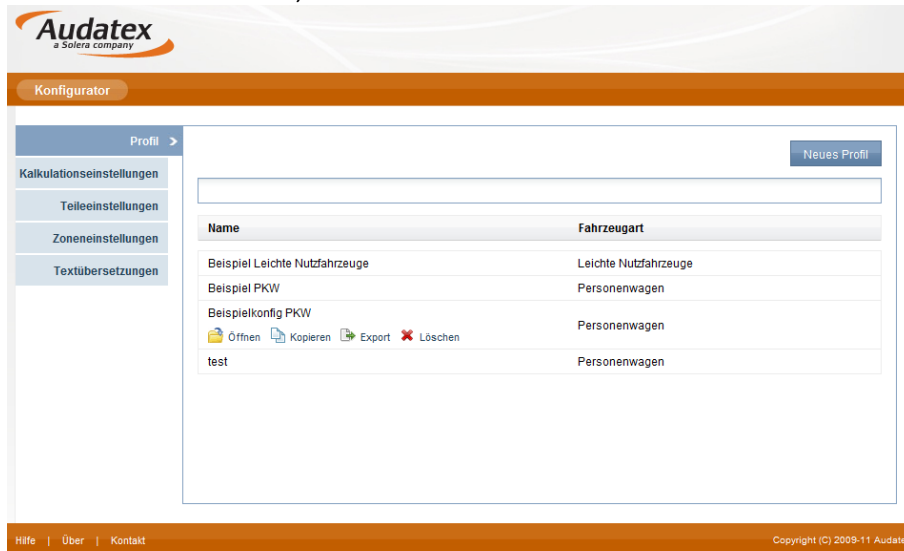 Audatex
a Solera company
Konfigurator
Profil
Kalkulationseinstellungen
Teileeinstellungen
Zoneneinstellungen
Textübersetzungen
Neues Profil
Name Fahrzeugart
Beispiel Leichte Nutzfahrzeuge Leichte Nutzfahrzeuge
Beispiel PKW Personenwagen
Beispielkonfig PKW
Öffnen Kopieren Export Löschen Personenwagen
test Personenwagen
Hilfe | Über | Kontakt Copyright (C) 2009-11